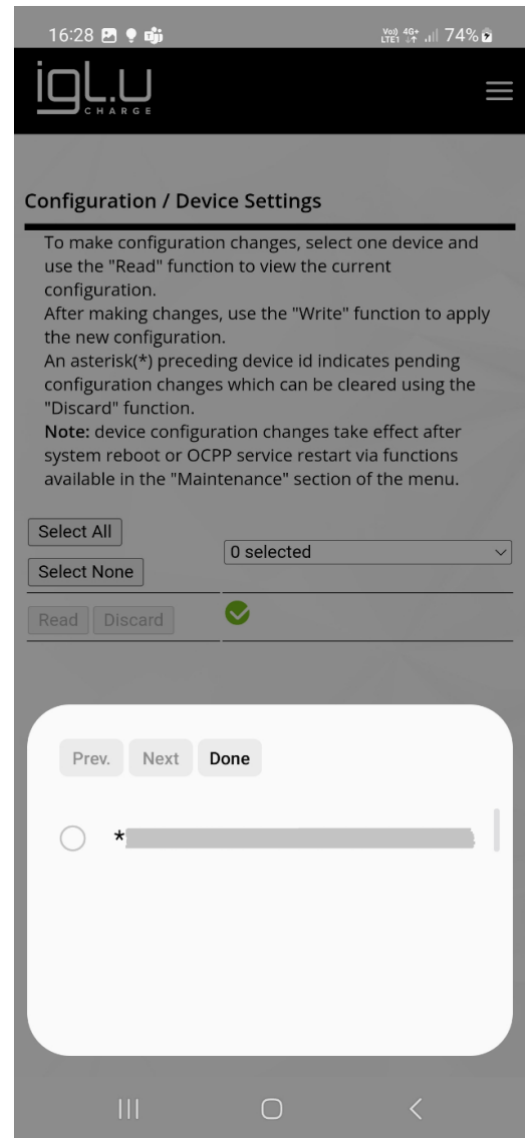 16:28
Vo) 4G+
LTE1 74%
igL.U
CHARGE
Configuration / Device Settings
To make configuration changes, select one device and
use the "Read" function to view the current
configuration.
After making changes, use the "Write" function to apply
the new configuration.
An asterisk(*) preceding device id indicates pending
configuration changes which can be cleared using the
"Discard" function.
Note: device configuration changes take effect after
system reboot or OCPP service restart via functions
available in the "Maintenance" section of the menu.
Select All
0 selected
Select None
Read Discard
Prev. Next Done
*